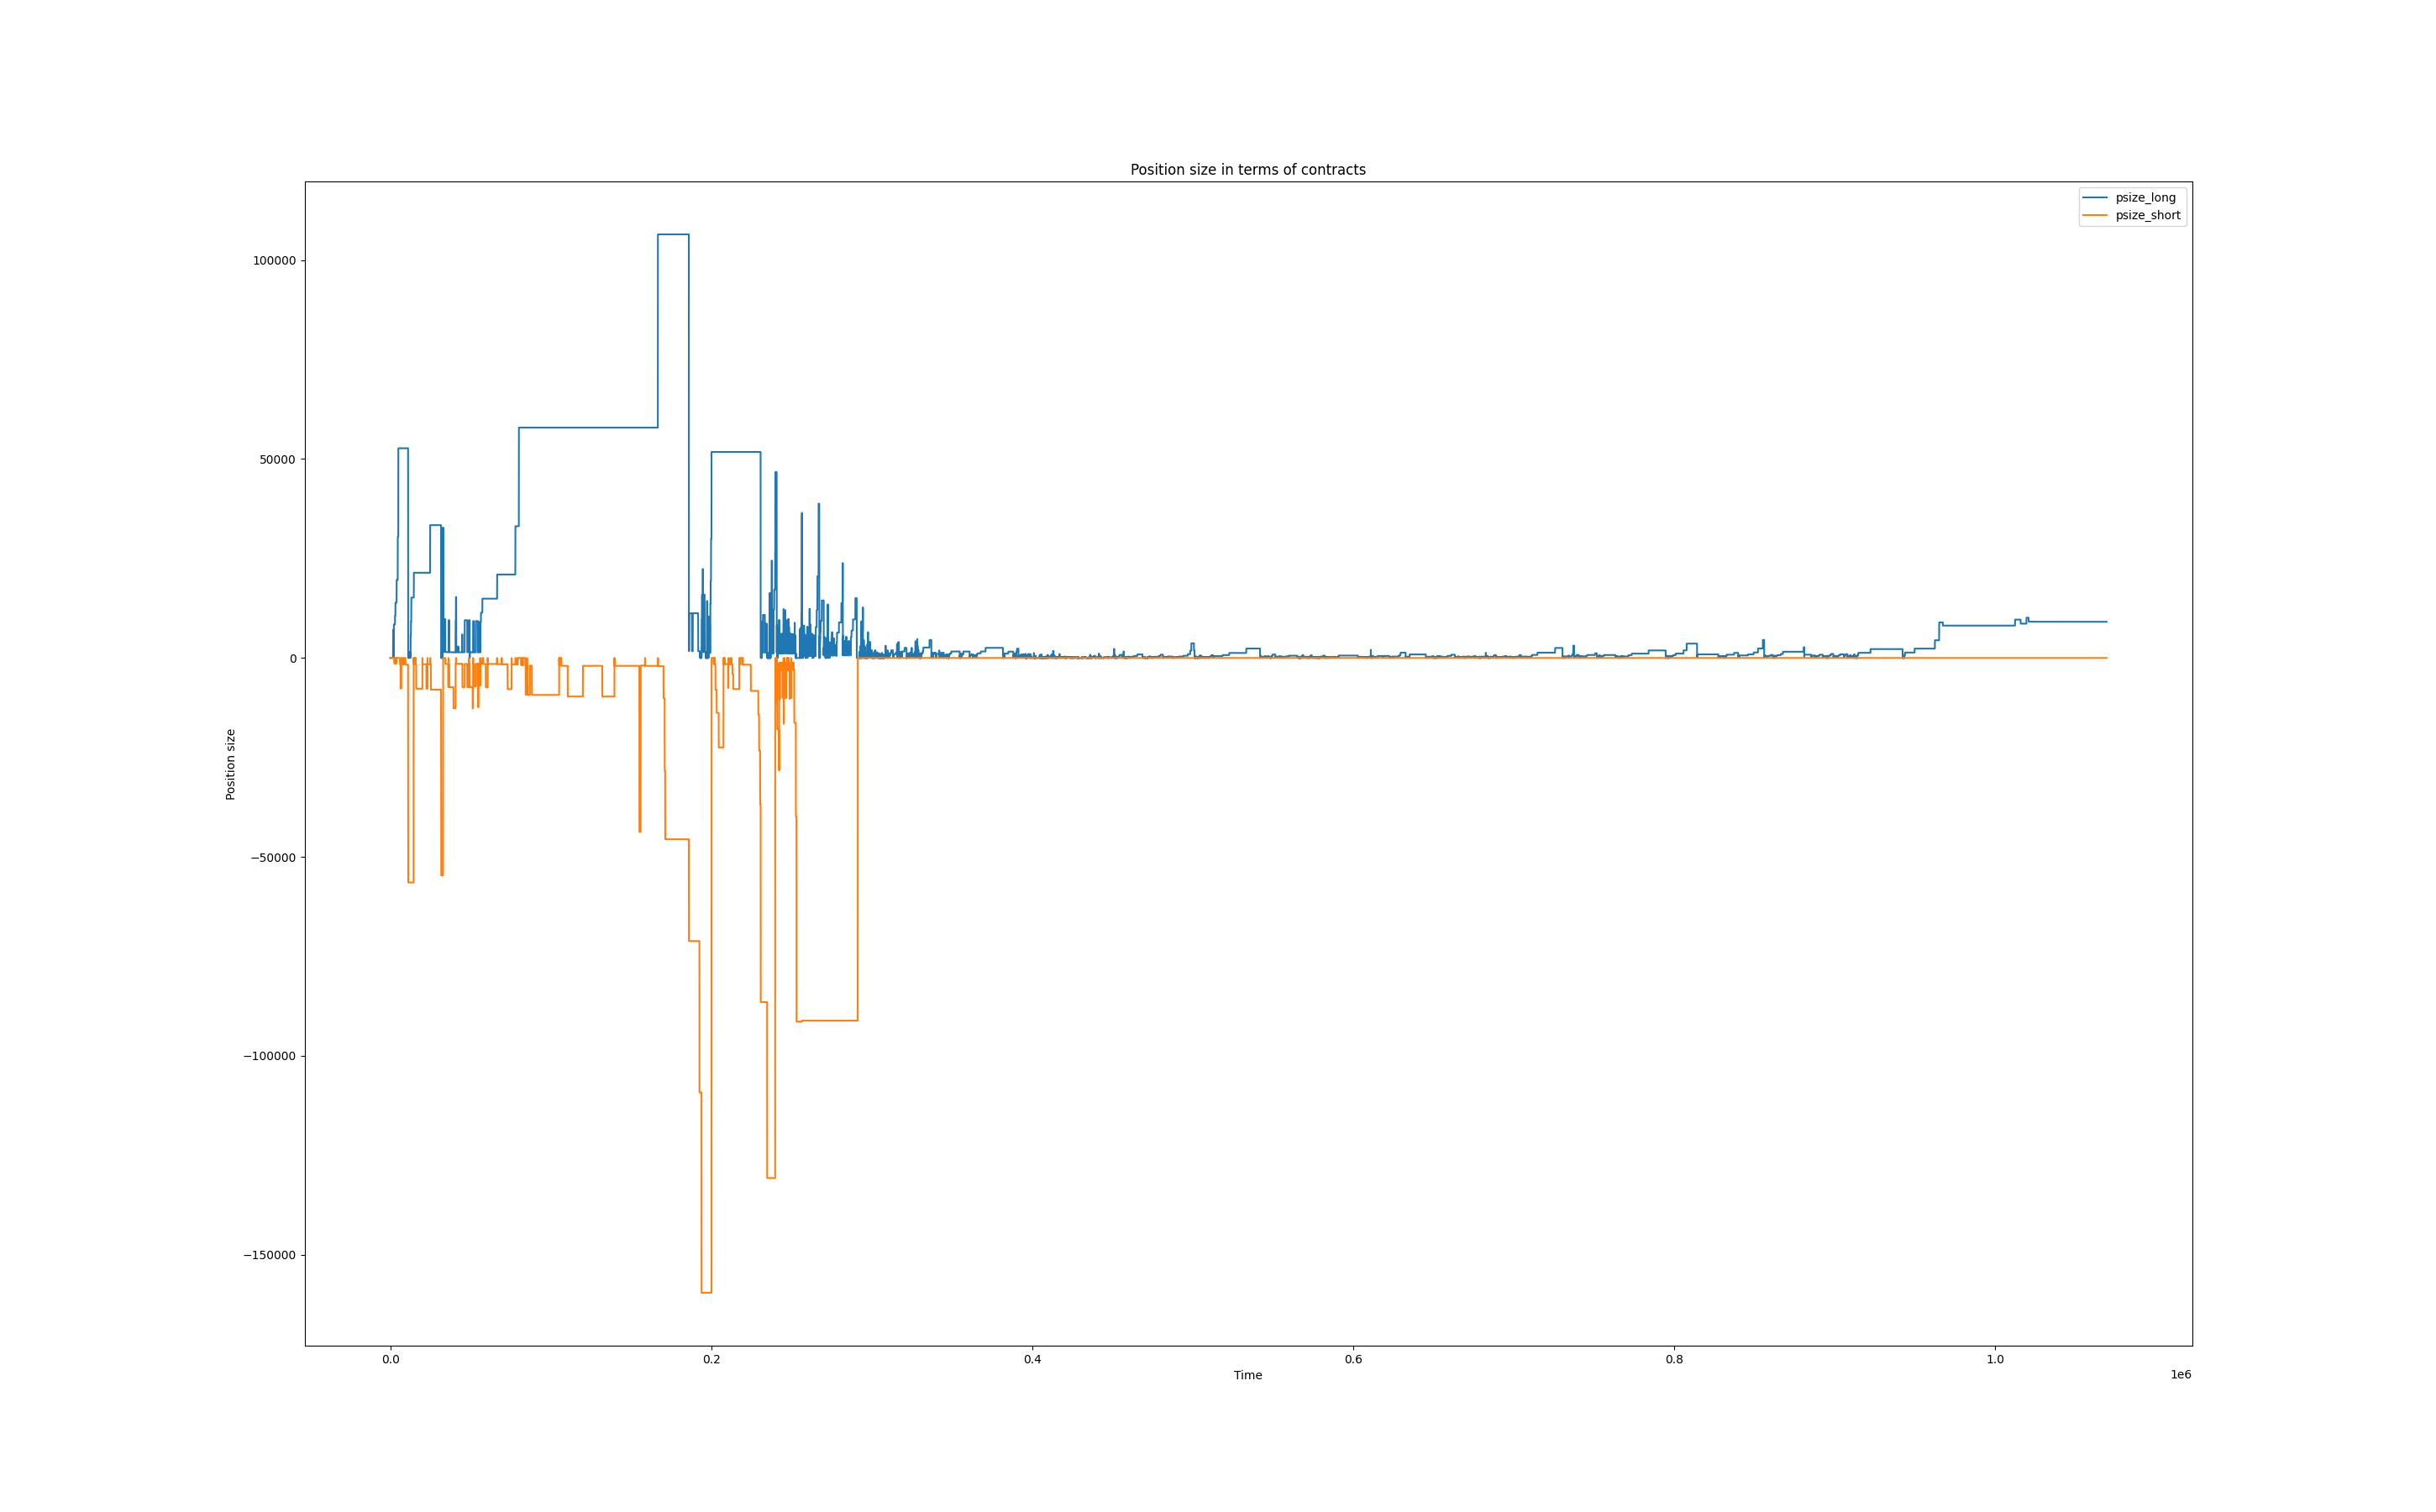 Position size in terms of contracts
psize_long
psize_short
100000
50000
0
−50000
−100000
−150000
Position size
0.0
0.2
0.4
0.6
0.8
1.0
1e6
Time